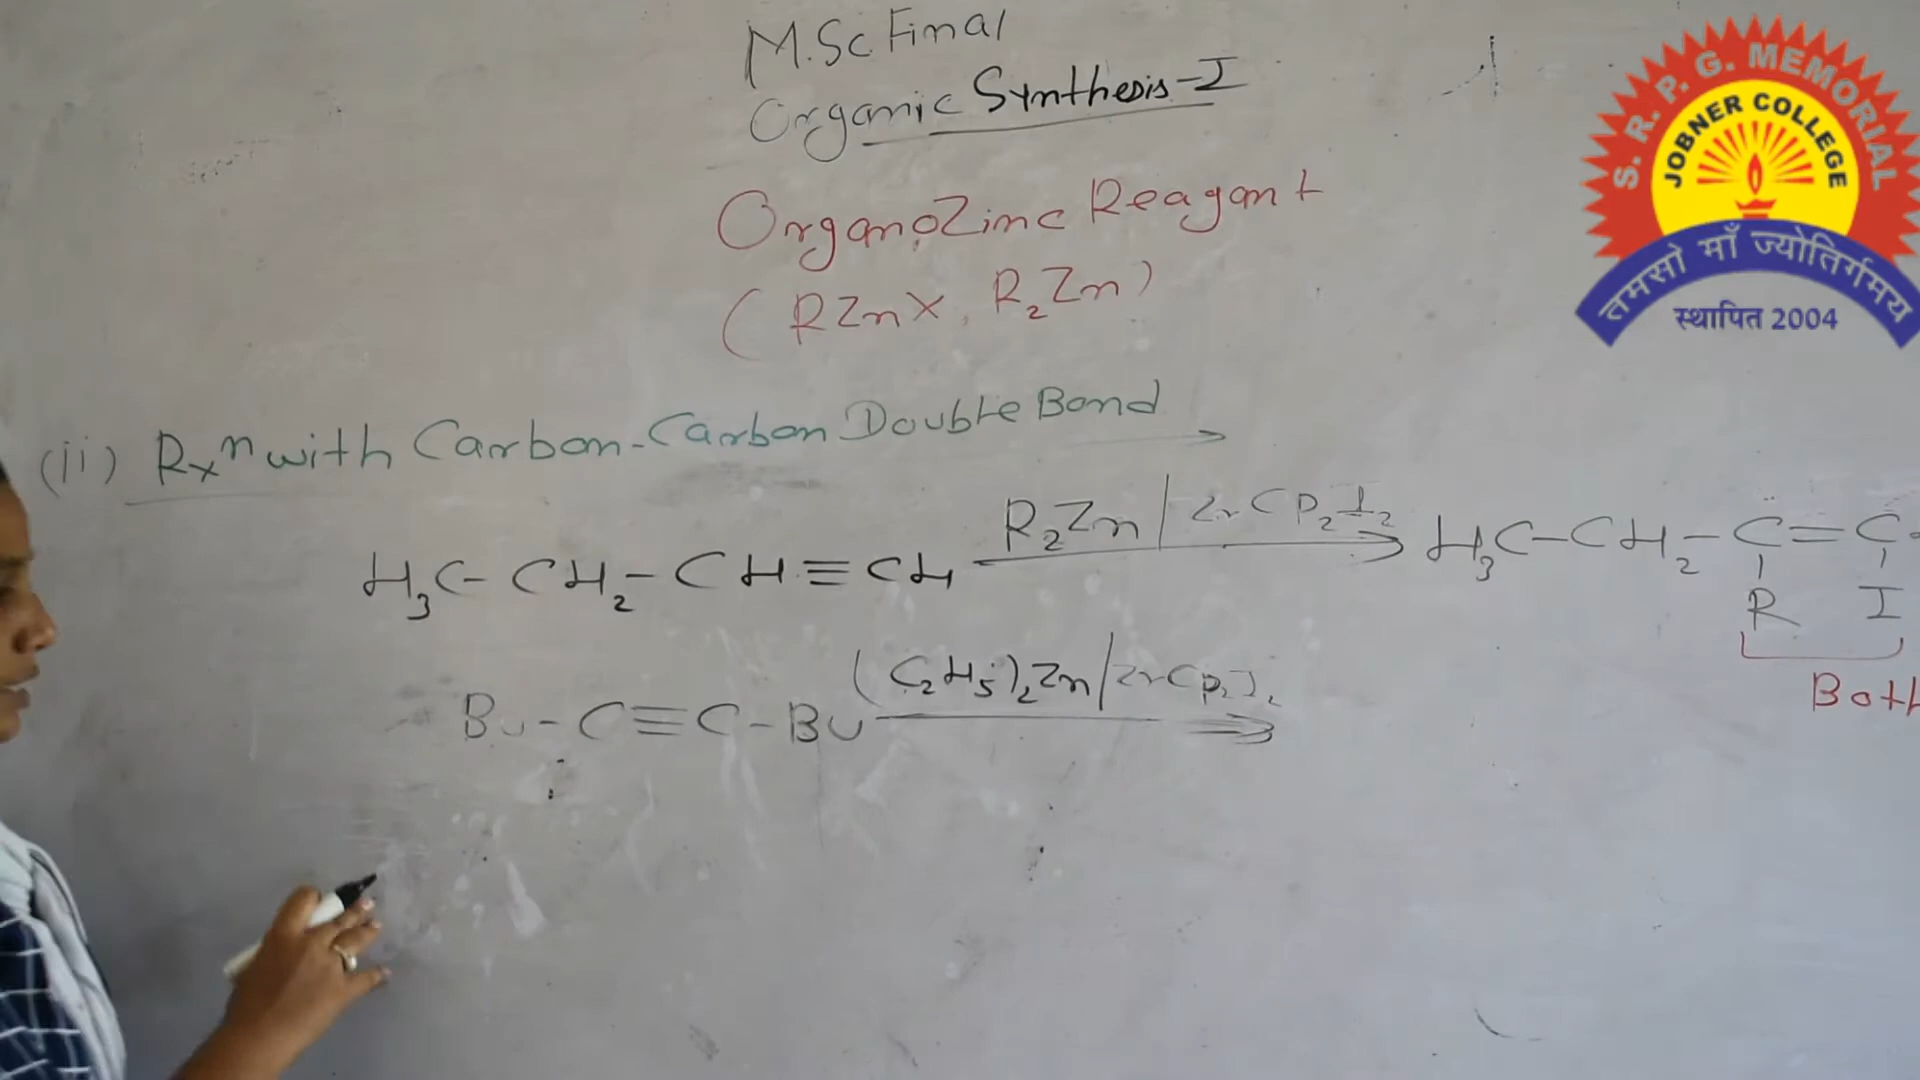 M.Sc Final
Organic Synthesis-I
OrganoZinc Reagant
(RZnX, R₂Zn)
(ii) Rxⁿ with Carbon-Carbon Double Bond →
H₃C-CH₂-CH≡CH R₂Zn/ZrCp₂I₂ → H₃C-CH₂-C=C
R I
Both
Bu-C≡C-Bu (C₂H₅)₂Zn/ZrCp₂I₂ →
S. R. P. G. MEMORIAL
JOBNER COLLEGE
तमसो माँ ज्योतिर्गमय
स्थापित 2004